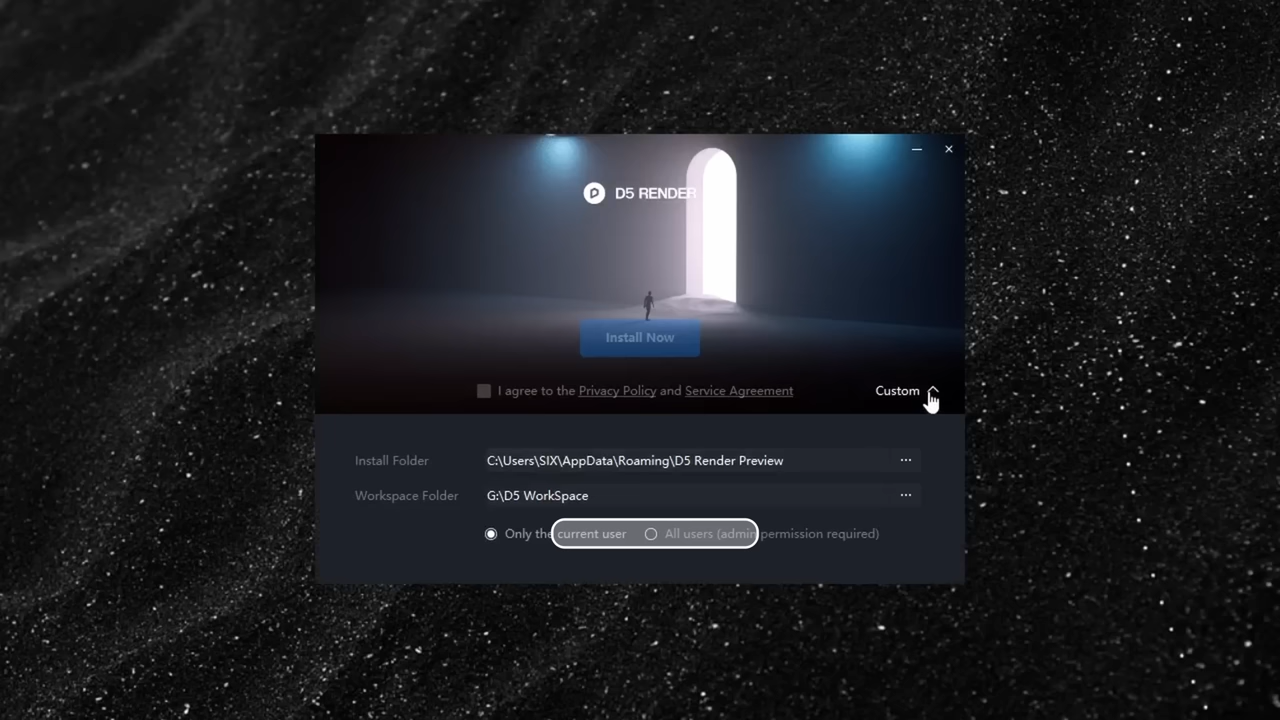 D5 RENDER
Install Now
I agree to the Privacy Policy and Service Agreement
Custom
Install Folder C:\Users\SIX\AppData\Roaming\D5 Render Preview ...
Workspace Folder G:\D5 WorkSpace ...
Only the current user All users (admin permission required)